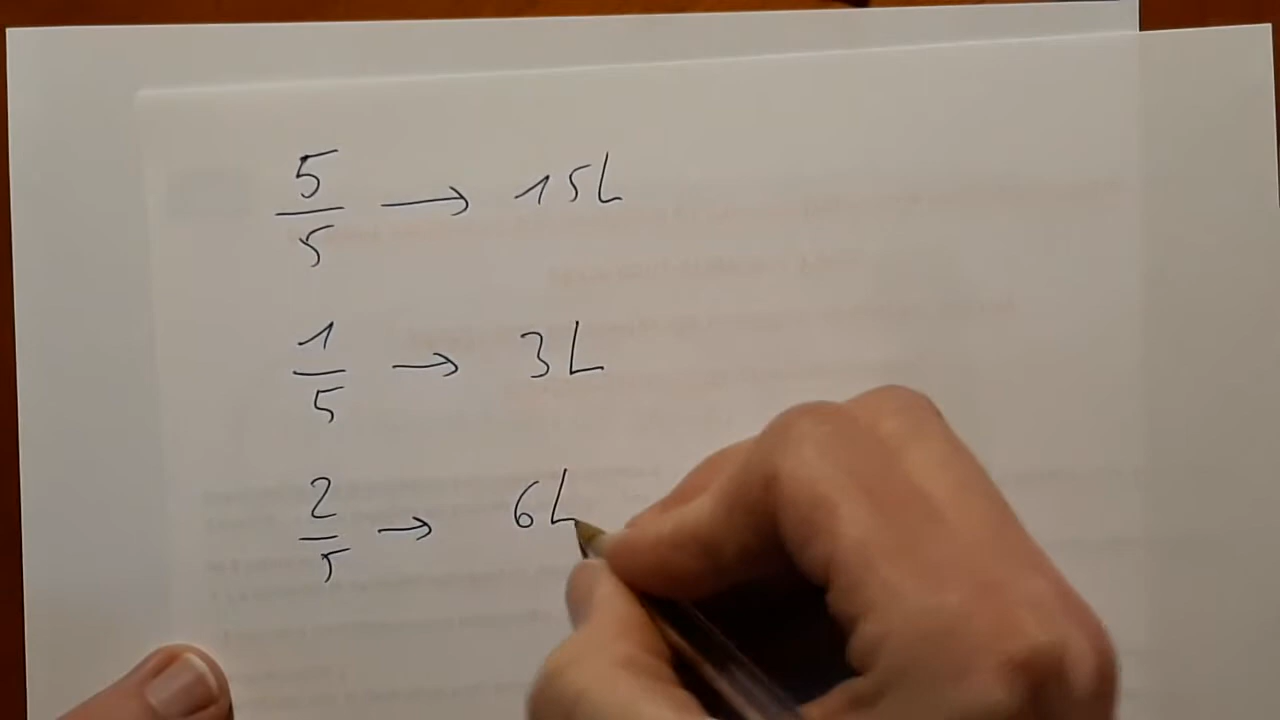 5/5 → 15L
1/5 → 3L
2/5 → 6L